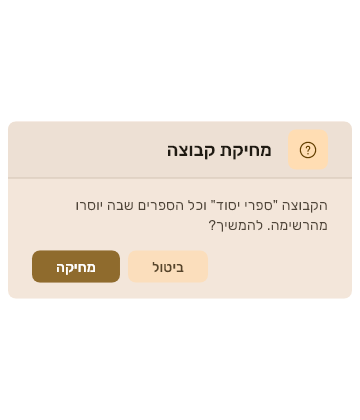 מחיקת קבוצה
הקבוצה "ספרי יסוד" וכל הספרים שבה יוסרו
מהרשימה. להמשיך?
ביטול
מחיקה